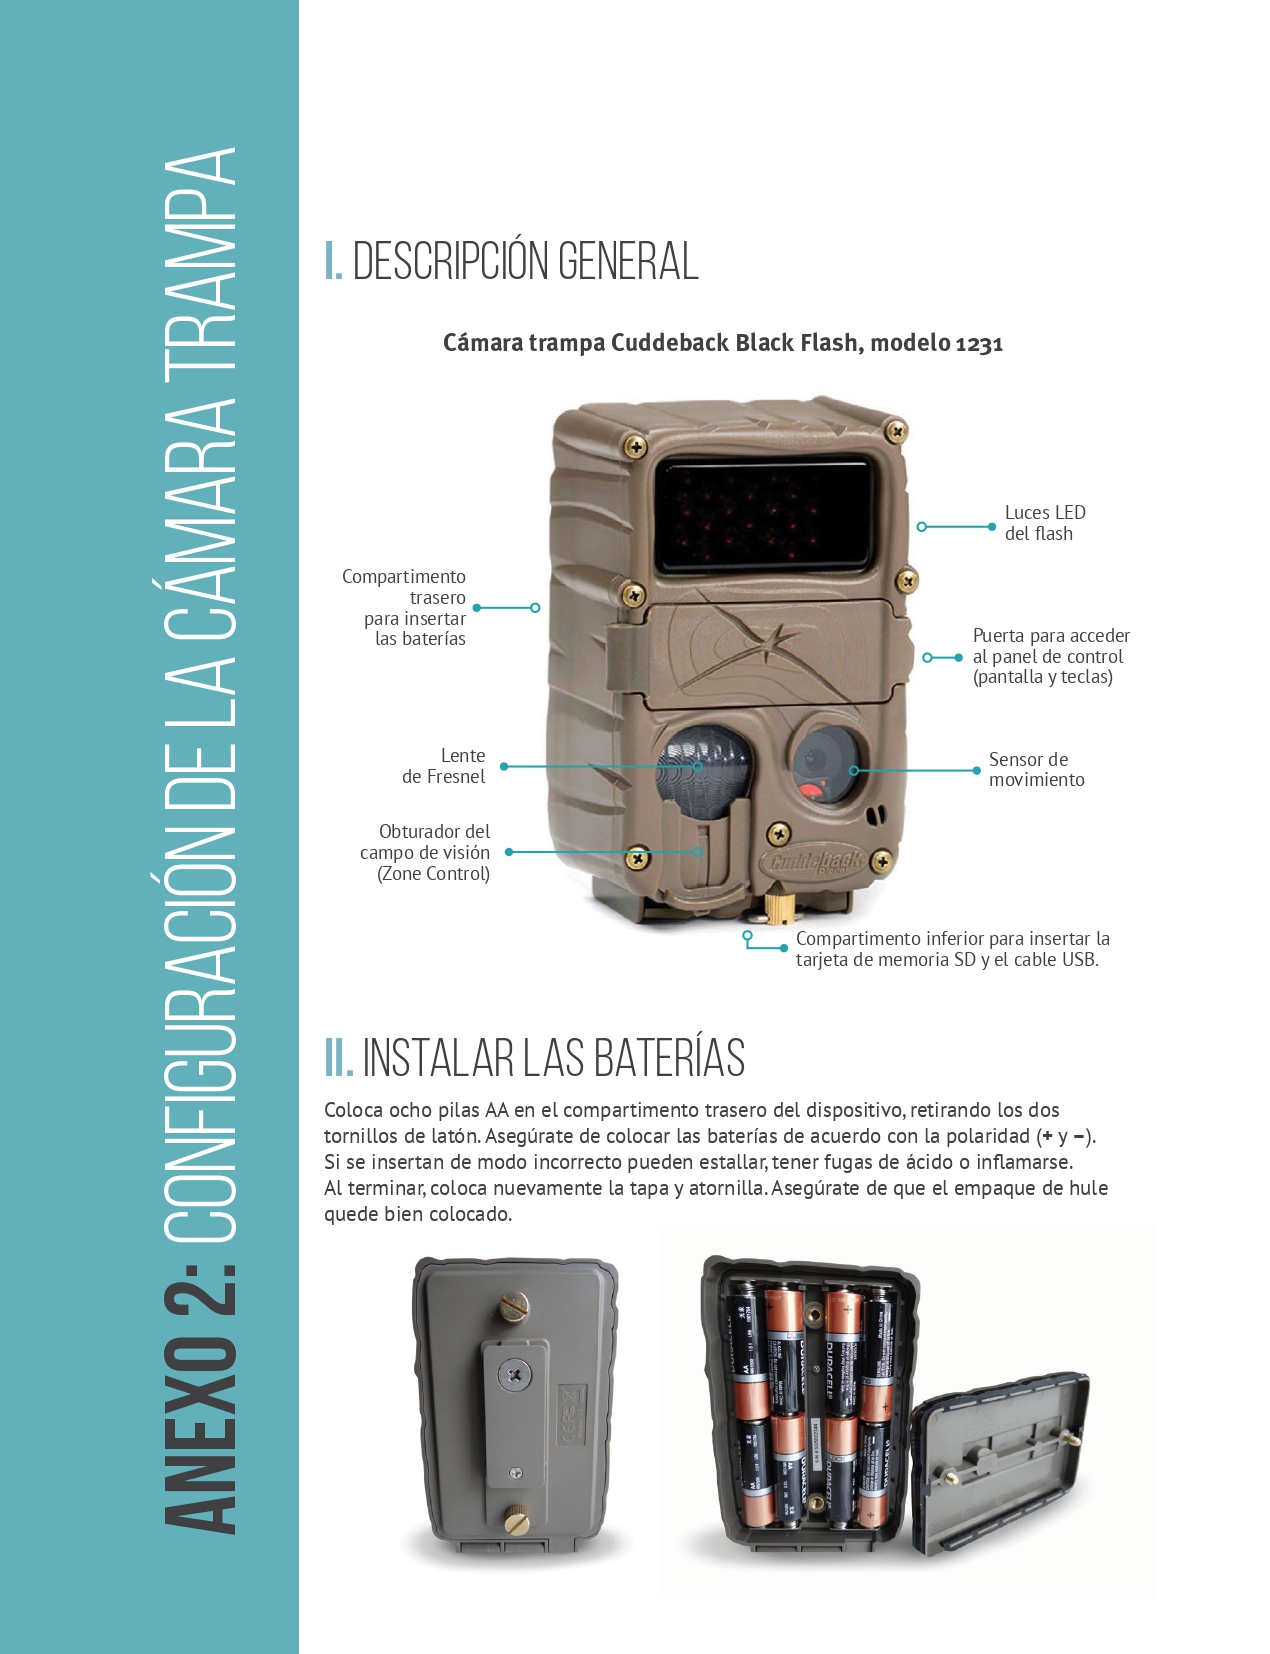 ANEXO 2: CONFIGURACIÓN DE LA CÁMARA TRAMPA
I. DESCRIPCIÓN GENERAL
Cámara trampa Cuddeback Black Flash, modelo 1231
Luces LED
del flash
Compartimento
trasero
para insertar
las baterías
Puerta para acceder
al panel de control
(pantalla y teclas)
Lente
de Fresnel
Sensor de
movimiento
Obturador del
campo de visión
(Zone Control)
Cuddeback
Digital
Compartimento inferior para insertar la
tarjeta de memoria SD y el cable USB.
II. INSTALAR LAS BATERÍAS
Coloca ocho pilas AA en el compartimento trasero del dispositivo, retirando los dos
tornillos de latón. Asegúrate de colocar las baterías de acuerdo con la polaridad (+ y –).
Si se insertan de modo incorrecto pueden estallar, tener fugas de ácido o inflamarse.
Al terminar, coloca nuevamente la tapa y atornilla. Asegúrate de que el empaque de hule
quede bien colocado.
DURACELL
AA
DURACELL
DURACELL
DURACELL
AA
DURACELL